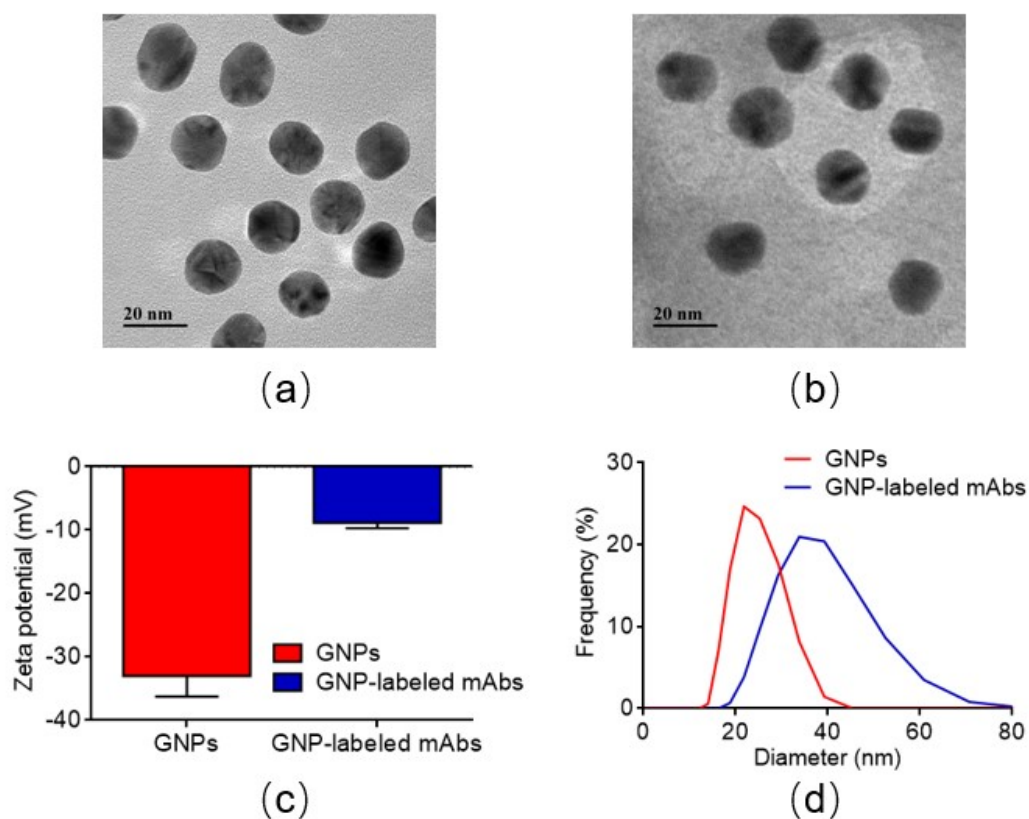 20 nm
20 nm
(a)
(b)
Zeta potential (mV)
0
-10
-20
-30
-40
GNPs
GNP-labeled mAbs
GNPs
GNP-labeled mAbs
(c)
Frequency (%)
30
20
10
0
GNPs
GNP-labeled mAbs
0
20
40
60
80
Diameter (nm)
(d)